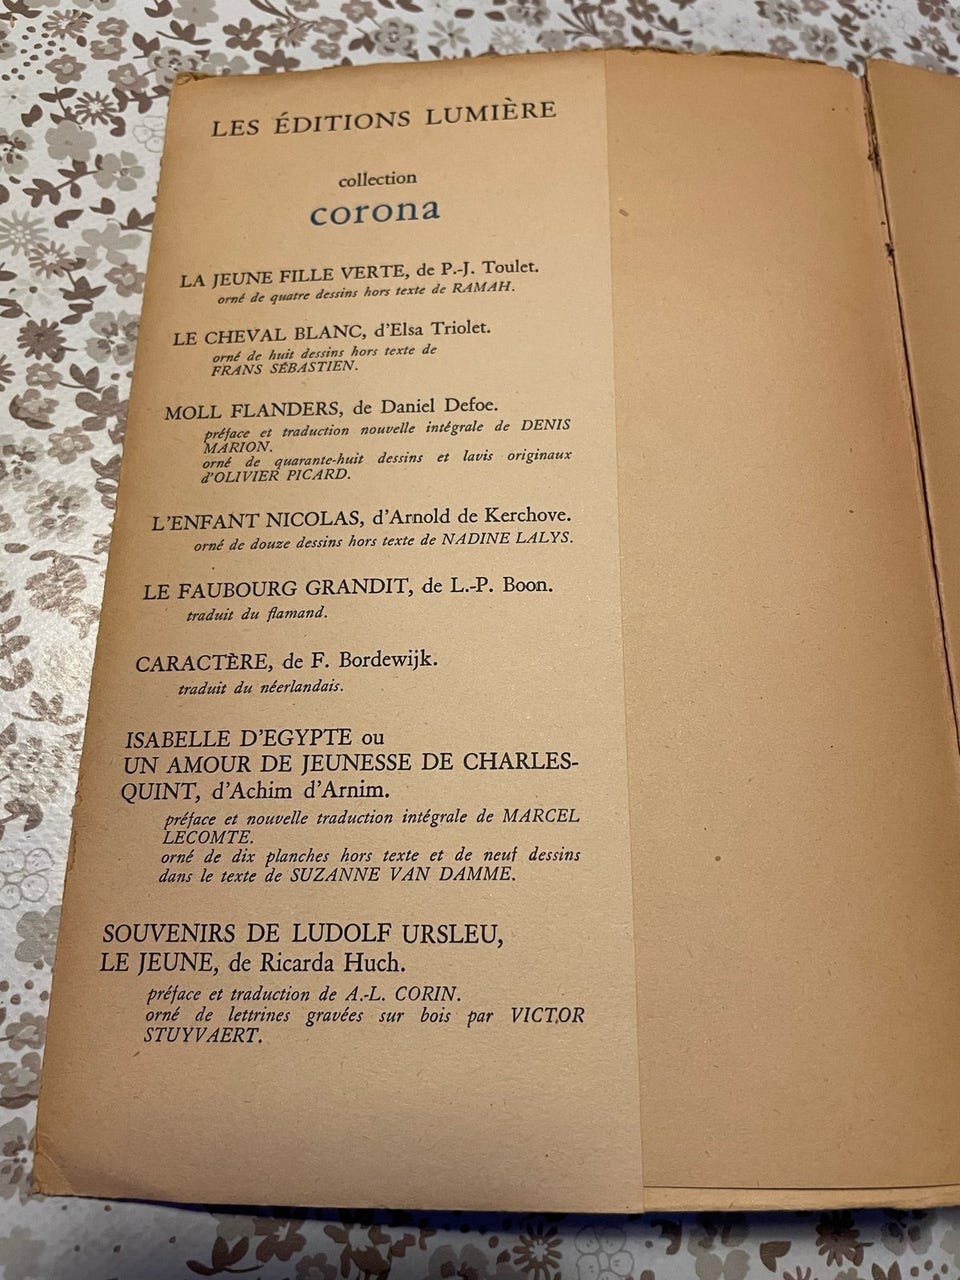 LES ÉDITIONS LUMIÈRE
collection
corona
LA JEUNE FILLE VERTE, de P.-J. Toulet.
orné de quatre dessins hors texte de RAMAH.
LE CHEVAL BLANC, d'Elsa Triolet.
orné de huit dessins hors texte de
FRANS SÉBASTIEN.
MOLL FLANDERS, de Daniel Defoe.
préface et traduction nouvelle intégrale de DENIS
MARION.
orné de quarante-huit dessins et lavis originaux
d'OLIVIER PICARD.
L'ENFANT NICOLAS, d'Arnold de Kerchove.
orné de douze dessins hors texte de NADINE LALYS.
LE FAUBOURG GRANDIT, de L.-P. Boon.
traduit du flamand.
CARACTÈRE, de F. Bordewijk.
traduit du néerlandais.
ISABELLE D'EGYPTE ou
UN AMOUR DE JEUNESSE DE CHARLES-
QUINT, d'Achim d'Arnim.
préface et nouvelle traduction intégrale de MARCEL
LECOMTE.
orné de dix planches hors texte et de neuf dessins
dans le texte de SUZANNE VAN DAMME.
SOUVENIRS DE LUDOLF URSLEU,
LE JEUNE, de Ricarda Huch.
préface et traduction de A.-L. CORIN.
orné de lettrines gravées sur bois par VICTOR
STUYVAERT.